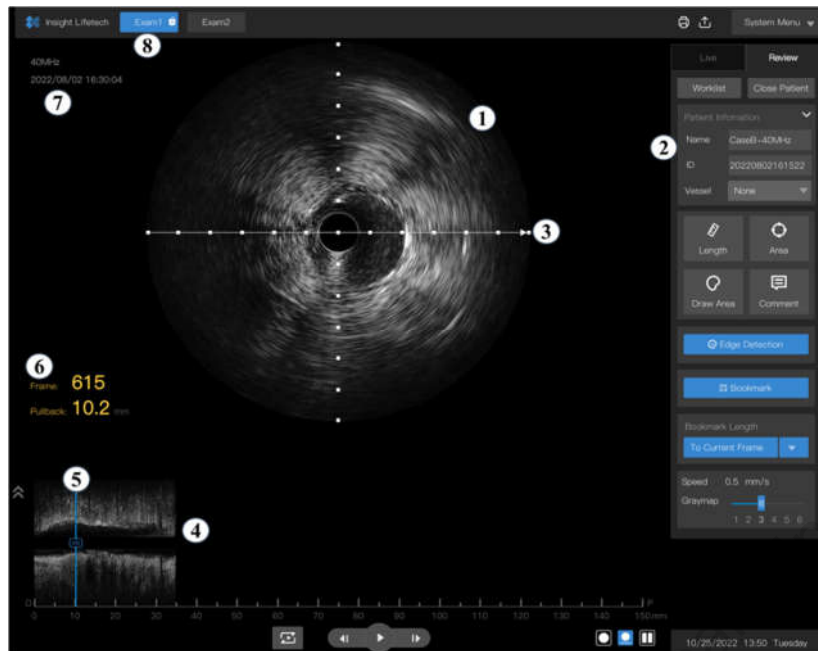 Insight Lifetech
Exam1
Exam2
System Menu
8
40MHz
2022/08/02 16:30:04
7
1
Live
Review
Worklist
Close Patient
Patient Infomation
2
Name CaseB-40MHz
ID 20220802161522
Vessel None
3
Length
Area
Draw Area
Comment
Edge Detection
6
Frame: 615
Pullback: 10.2 mm
Bookmark
Bookmark Length
To Current Frame
5
Speed 0.5 mm/s
Graymap
1 2 3 4 5 6
4
D P
0 10 20 30 40 50 60 70 80 90 100 110 120 130 140 150mm
10/25/2022 13:50 Tuesday